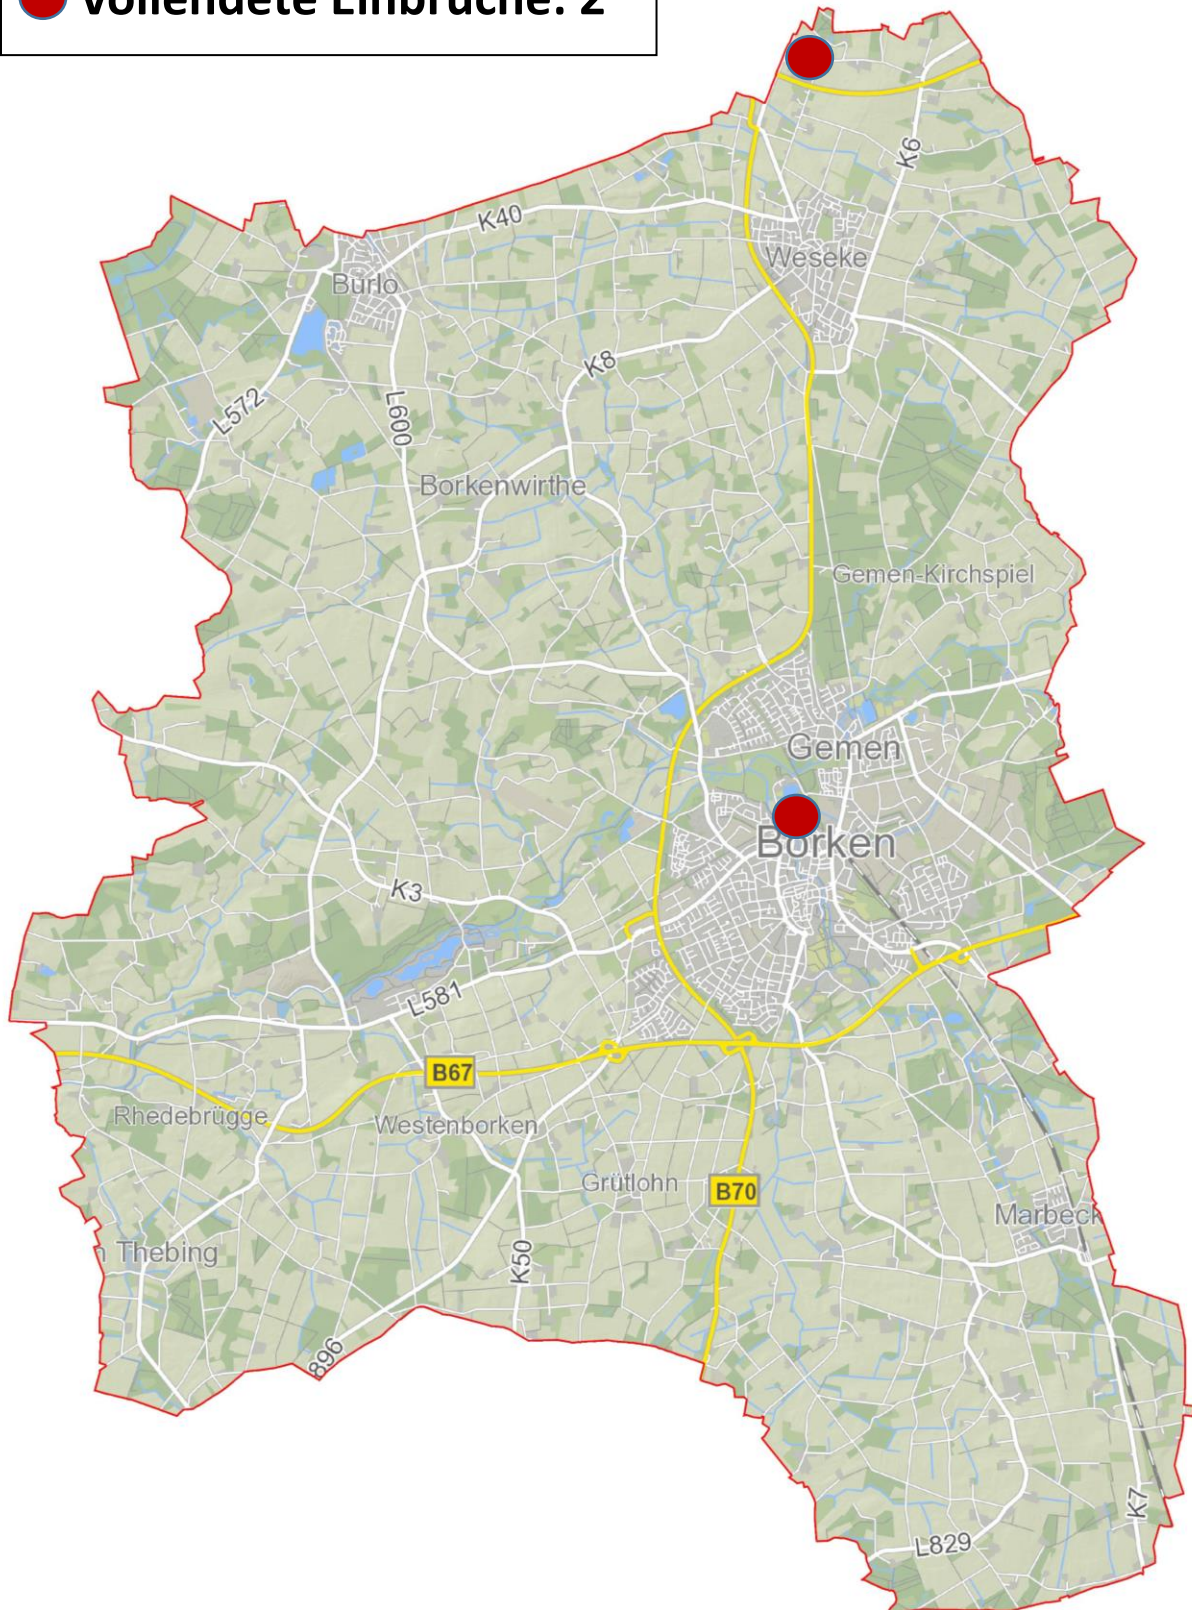 Vollendete Einbrüche: 2
K6
K40
Weseke
Burlo
K8
L572
L600
Borkenwirthe
Gemen-Kirchspiel
Gemen
Borken
K3
L581
B67
Rhedebrügge
Westenborken
Grütlohn
B70
Marbeck
Thebing
K50
896
K7
L829